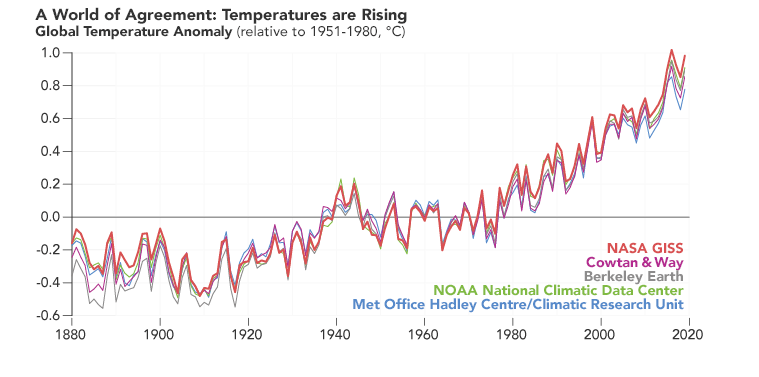 A World of Agreement: Temperatures are Rising
Global Temperature Anomaly (relative to 1951-1980, °C)
1.0
0.8
0.6
0.4
0.2
0.0
-0.2
-0.4
-0.6
NASA GISS
Cowtan & Way
Berkeley Earth
NOAA National Climatic Data Center
Met Office Hadley Centre/Climatic Research Unit
1880 1900 1920 1940 1960 1980 2000 2020